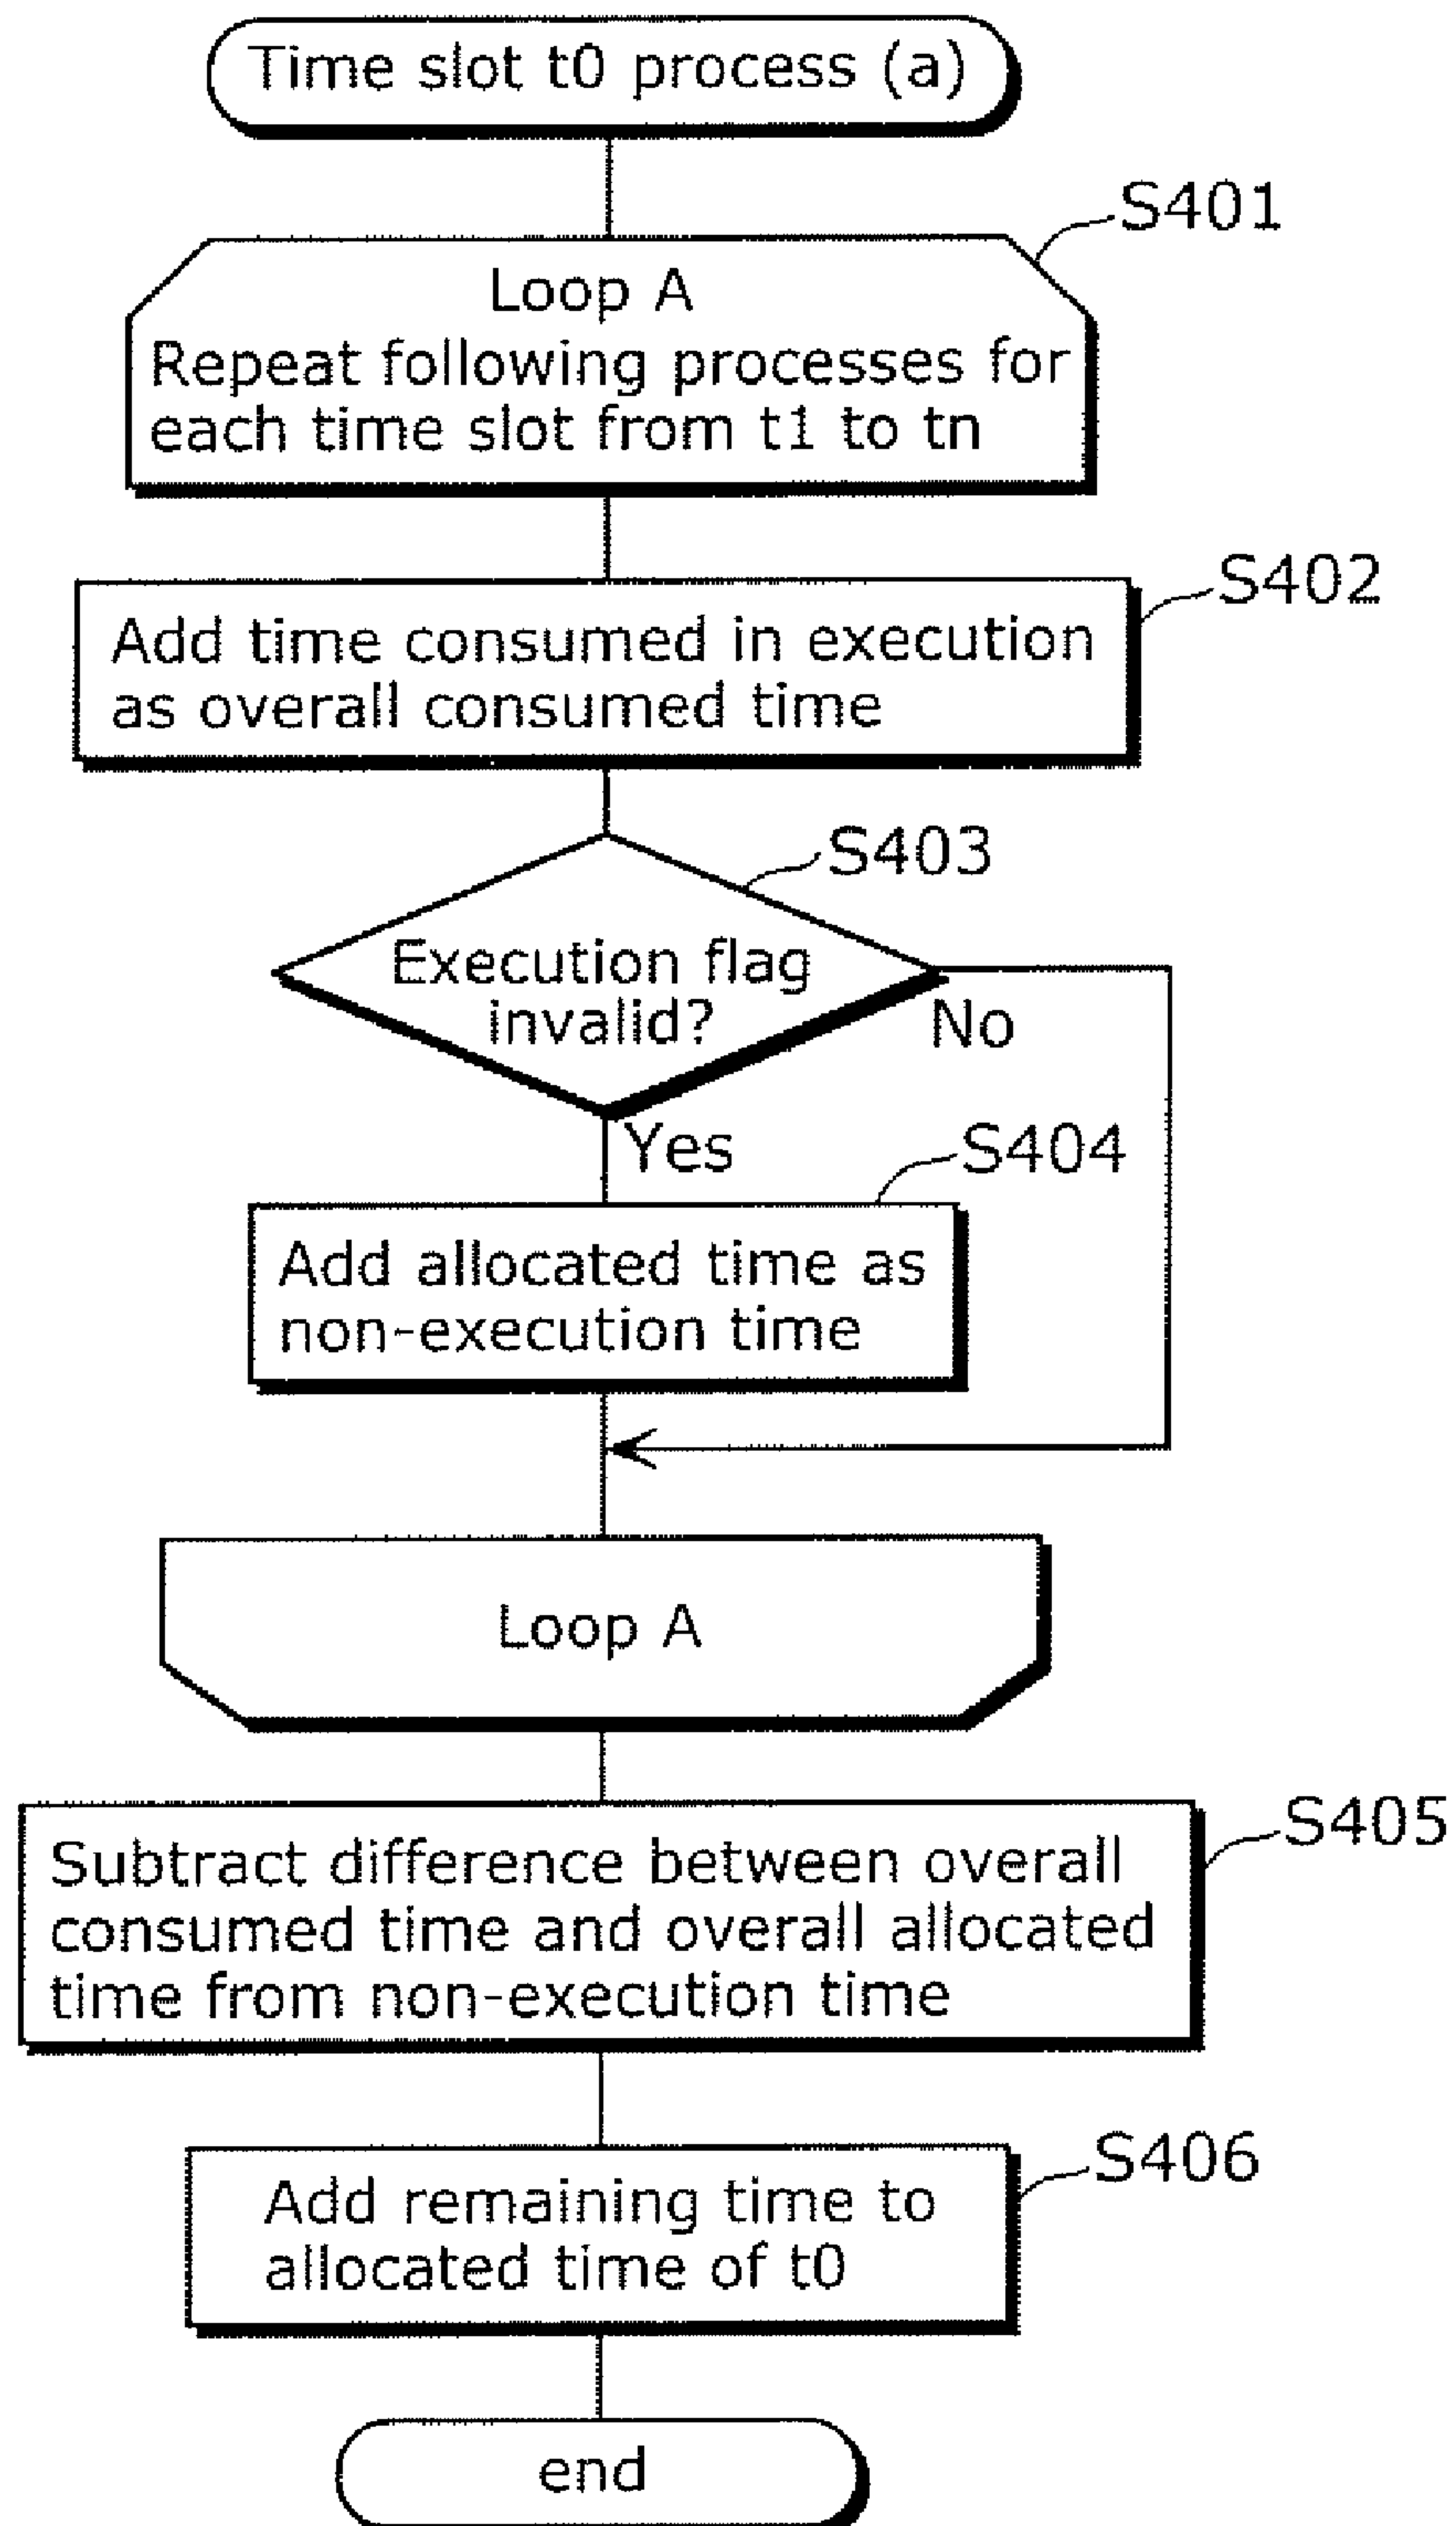 Time slot t0 process (a)
S401
Loop A
Repeat following processes for
each time slot from t1 to tn
S402
Add time consumed in execution
as overall consumed time
S403
Execution flag
invalid?
No
Yes
S404
Add allocated time as
non-execution time
Loop A
S405
Subtract difference between overall
consumed time and overall allocated
time from non-execution time
S406
Add remaining time to
allocated time of t0
end